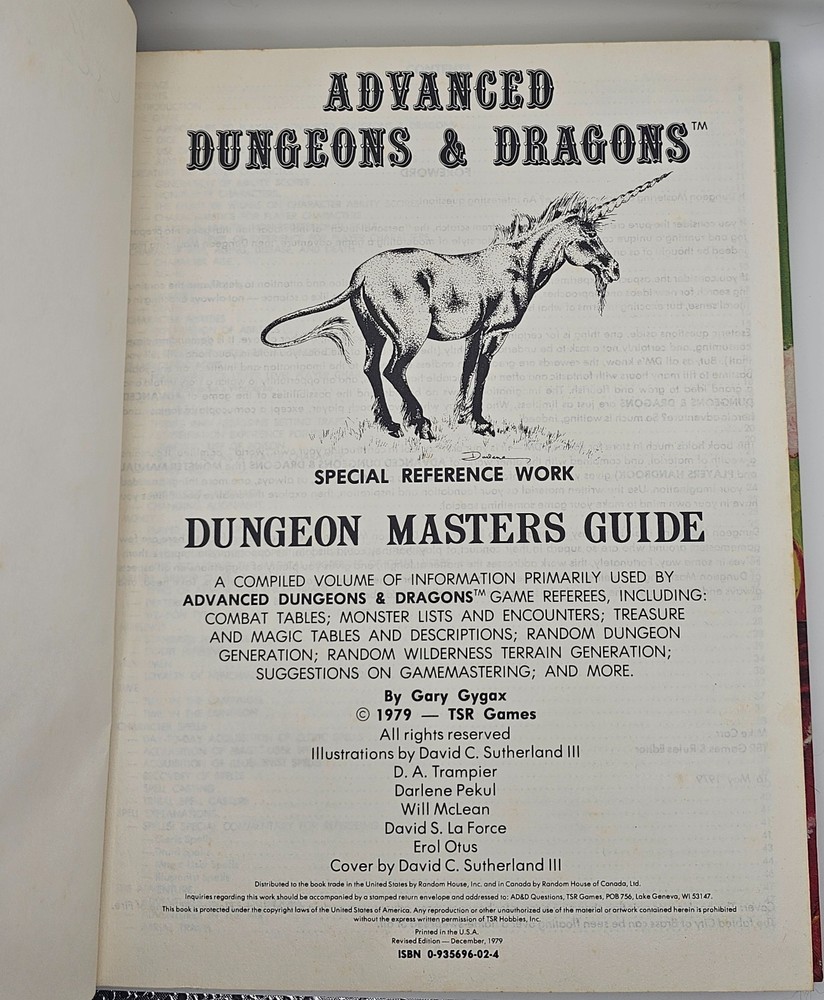 ADVANCED
DUNGEONS & DRAGONS™
Darlene
SPECIAL REFERENCE WORK
DUNGEON MASTERS GUIDE
A COMPILED VOLUME OF INFORMATION PRIMARILY USED BY
ADVANCED DUNGEONS & DRAGONS™ GAME REFEREES, INCLUDING:
COMBAT TABLES; MONSTER LISTS AND ENCOUNTERS; TREASURE
AND MAGIC TABLES AND DESCRIPTIONS; RANDOM DUNGEON
GENERATION; RANDOM WILDERNESS TERRAIN GENERATION;
SUGGESTIONS ON GAMEMASTERING; AND MORE.
By Gary Gygax
© 1979 — TSR Games
All rights reserved
Illustrations by David C. Sutherland III
D. A. Trampier
Darlene Pekul
Will McLean
David S. La Force
Erol Otus
Cover by David C. Sutherland III
Distributed to the book trade in the United States by Random House, Inc. and in Canada by Random House of Canada, Ltd.
Inquiries regarding this work should be accompanied by a stamped return envelope and addressed to: AD&D Questions, TSR Games, POB 756, Lake Geneva, WI 53147.
This book is protected under the copyright laws of the United States of America. Any reproduction or other unauthorized use of the material or artwork contained herein is prohibited
without the express written permission of TSR Hobbies, Inc.
Printed in the U.S.A.
Revised Edition — December, 1979
ISBN 0-935696-02-4